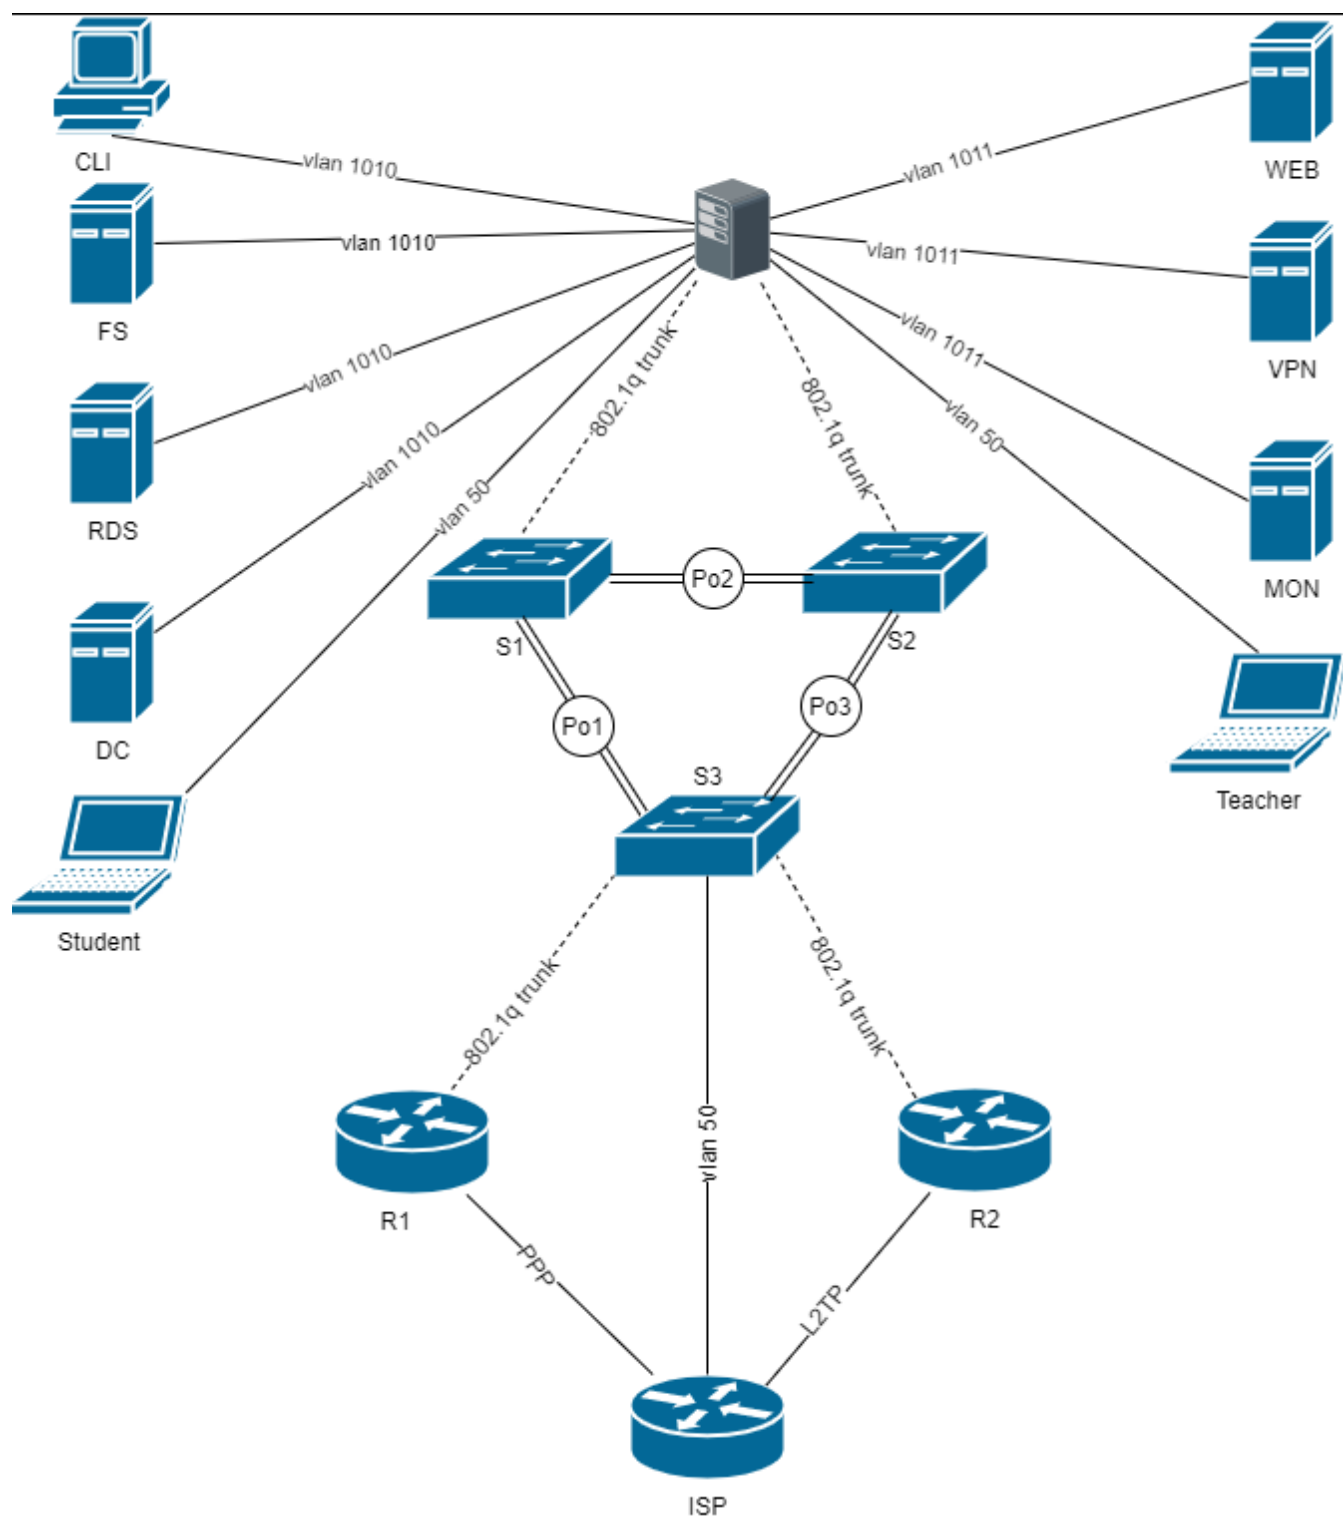 CLI
vlan 1010
vlan 1011
WEB
FS
vlan 1010
vlan 1011
VPN
RDS
vlan 1010
802.1q trunk
802.1q trunk
vlan 1011
MON
DC
vlan 1010
vlan 50
vlan 50
S1
Po2
S2
Po1
Po3
S3
Student
Teacher
802.1q trunk
802.1q trunk
vlan 50
R1
R2
PPP
L2TP
ISP